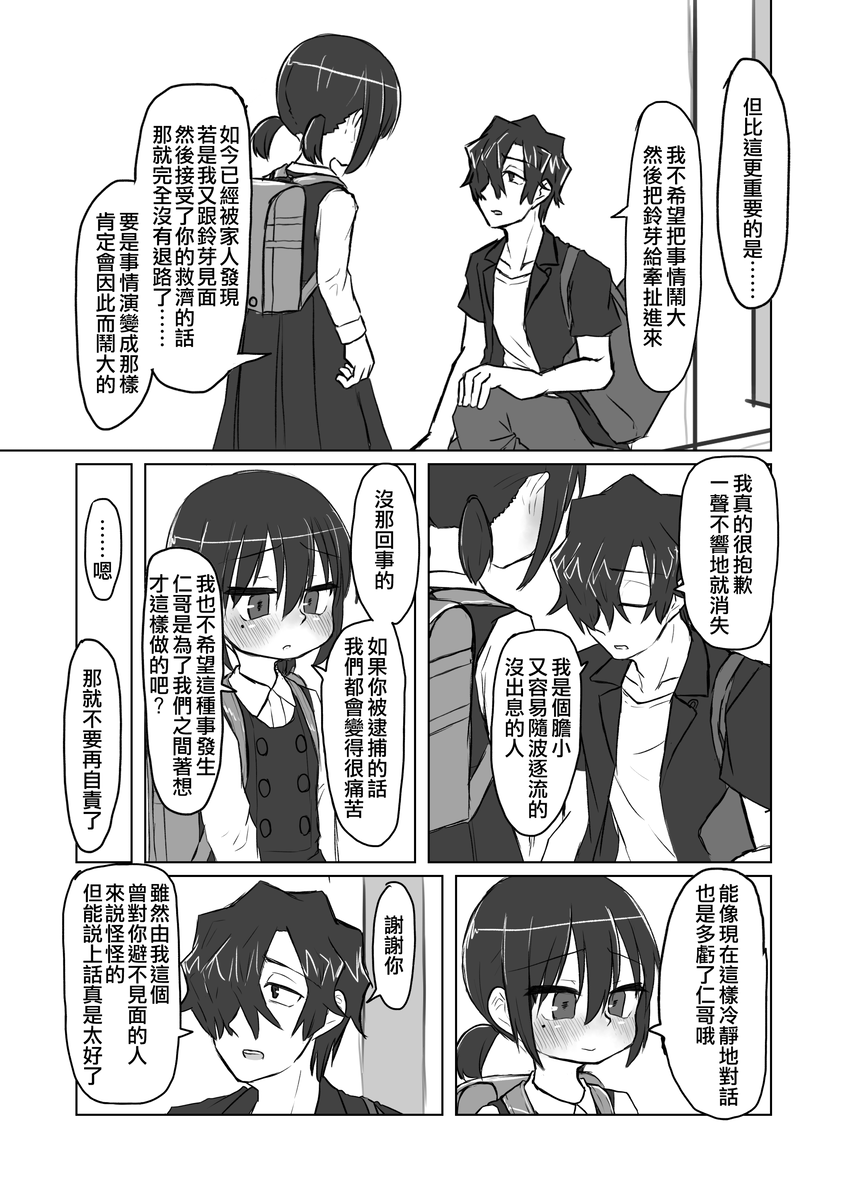 但比這更重要的是……
我不希望把事情鬧大
然後把鈴芽給牽扯進來
如今已經被家人發現
若是我又跟鈴芽見面
然後接受了你的救濟的話
那就完全沒有退路了……
要是事情演變成那樣
肯定會因此而鬧大的
我真的很抱歉
一聲不響地就消失
我是個膽小
又容易隨波逐流的
沒出息的人
沒那回事的
如果你被逮捕的話
我們都會變得很痛苦
我也不希望這種事發生
仁哥是為了我們之間著想
才這樣做的吧？
……嗯
那就不要再自責了
能像現在這樣冷靜地對話
也是多虧了仁哥哦
謝謝你
雖然由我這個
曾對你避不見面的人
來說怪怪的
但能說上話真是太好了